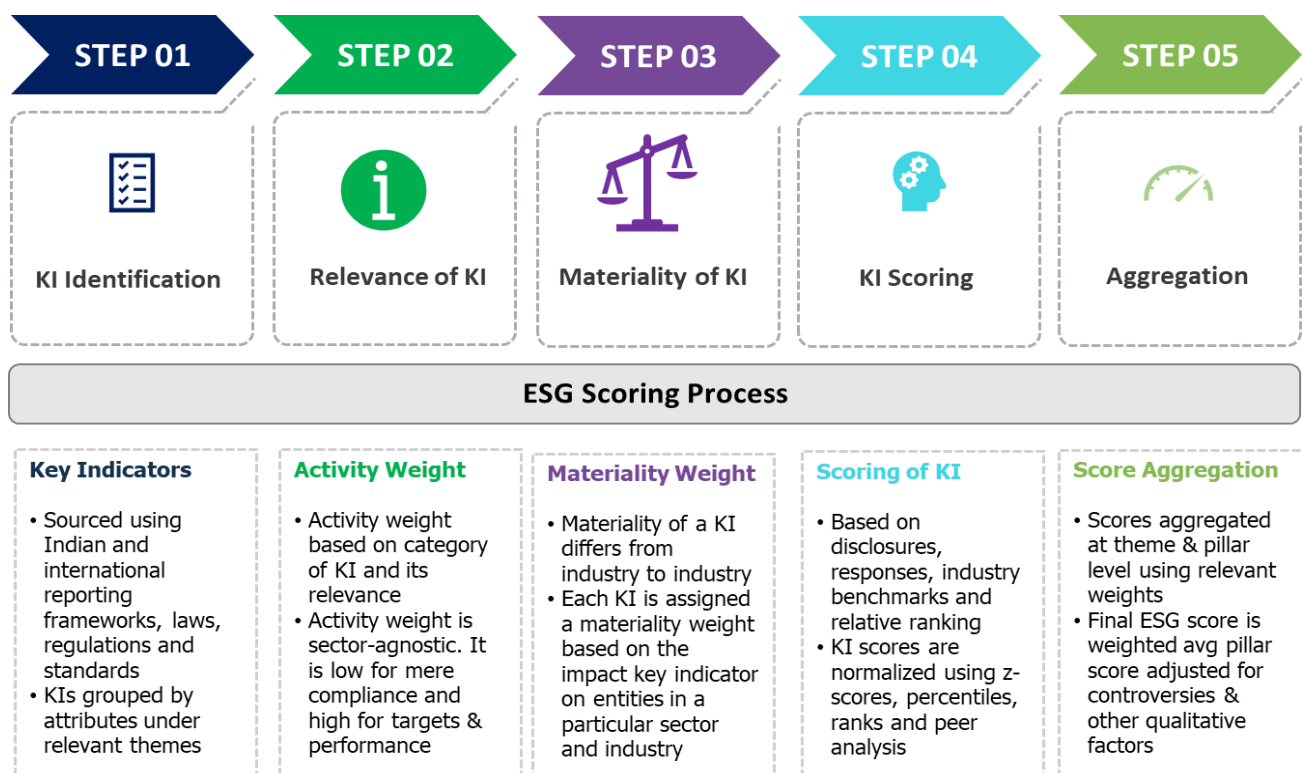 STEP 01
STEP 02
STEP 03
STEP 04
STEP 05
KI Identification
Relevance of KI
Materiality of KI
KI Scoring
Aggregation
ESG Scoring Process
Key Indicators
• Sourced using
Indian and
international
reporting
frameworks, laws,
regulations and
standards
• KIs grouped by
attributes under
relevant themes
Activity Weight
• Activity weight
based on category
of KI and its
relevance
• Activity weight is
sector-agnostic. It
is low for mere
compliance and
high for targets &
performance
Materiality Weight
• Materiality of a KI
differs from
industry to industry
• Each KI is assigned
a materiality weight
based on the
impact key indicator
on entities in a
particular sector
and industry
Scoring of KI
• Based on
disclosures,
responses, industry
benchmarks and
relative ranking
• KI scores are
normalized using z-
scores, percentiles,
ranks and peer
analysis
Score Aggregation
• Scores aggregated
at theme & pillar
level using relevant
weights
• Final ESG score is
weighted avg pillar
score adjusted for
controversies &
other qualitative
factors